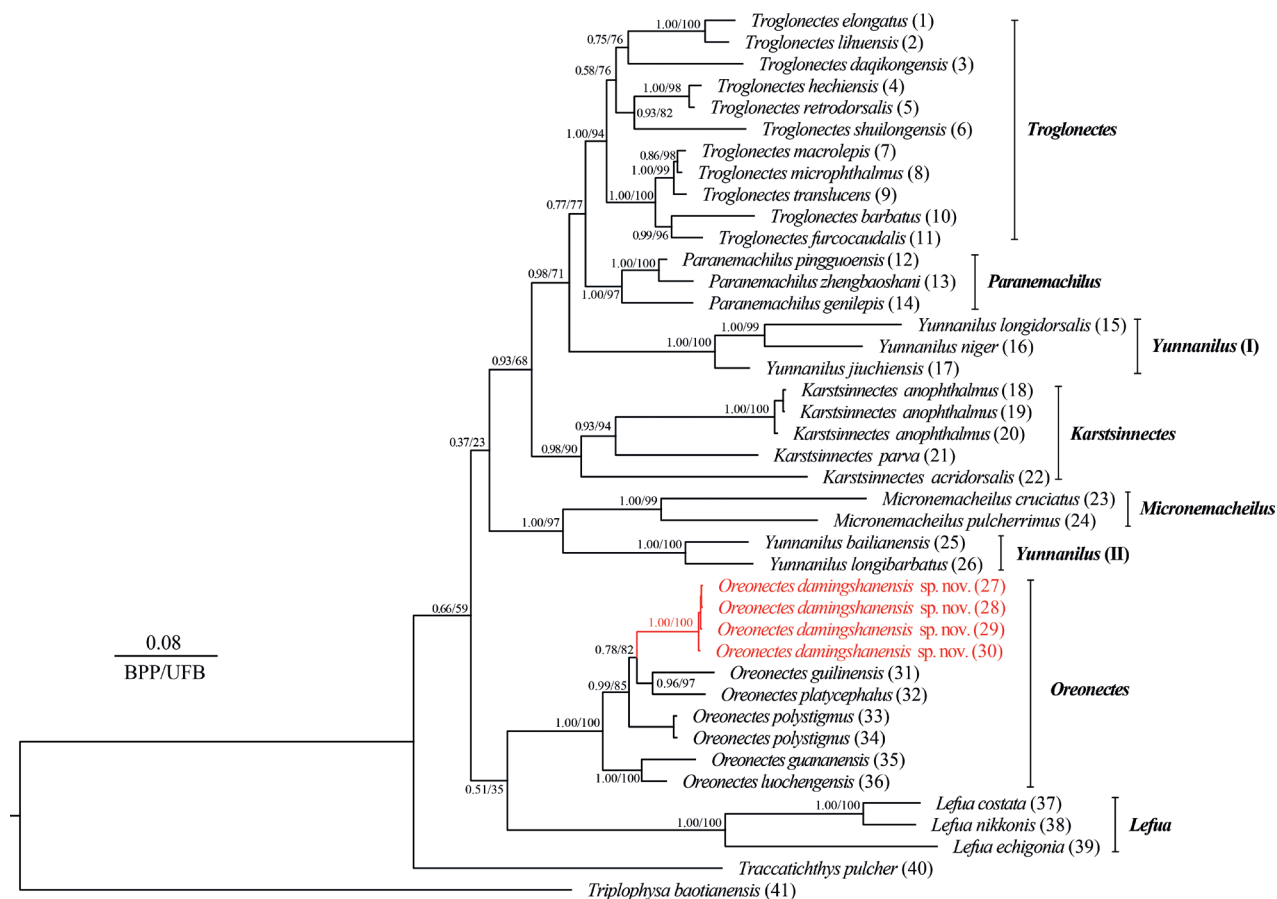 Troglonectes elongatus (1)
1.00/100
0.75/76
Troglonectes lihuensis (2)
Troglonectes daqikongensis (3)
0.58/76
Troglonectes hechiensis (4)
1.00/98
Troglonectes retrodorsalis (5)
0.93/82
Troglonectes shuilongensis (6)
Troglonectes
1.00/94
Troglonectes macrolepis (7)
0.86/98
Troglonectes microphthalmus (8)
1.00/99
Troglonectes translucens (9)
1.00/100
Troglonectes barbatus (10)
0.77/77
Troglonectes furcocaudalis (11)
0.99/96
Paranemachilus pingguoensis (12)
1.00/100
Paranemachilus zhengbaoshani (13)
Paranemachilus
0.98/71
1.00/97
Paranemachilus genilepis (14)
Yunnanilus longidorsalis (15)
1.00/99
Yunnanilus niger (16)
Yunnanilus (I)
1.00/100
Yunnanilus jiuchiensis (17)
0.93/68
Karstsinnectes anophthalmus (18)
1.00/100
Karstsinnectes anophthalmus (19)
Karstsinnectes anophthalmus (20)
Karstsinnectes
0.93/94
0.37/23
0.98/90
Karstsinnectes parva (21)
Karstsinnectes acridorsalis (22)
Micronemacheilus cruciatus (23)
1.00/99
Micronemacheilus
Micronemacheilus pulcherrimus (24)
1.00/97
Yunnanilus bailianensis (25)
1.00/100
Yunnanilus (II)
Yunnanilus longibarbatus (26)
Oreonectes damingshanensis sp. nov. (27)
0.66/59
Oreonectes damingshanensis sp. nov. (28)
1.00/100
Oreonectes damingshanensis sp. nov. (29)
0.08
BPP/UFB
0.78/82
Oreonectes damingshanensis sp. nov. (30)
Oreonectes guilinensis (31)
0.96/97
0.99/85
Oreonectes
Oreonectes platycephalus (32)
Oreonectes polystigmus (33)
1.00/100
Oreonectes polystignus (34)
Oreonectes guananensis (35)
1.00/100
Oreonectes luochengensis (36)
0.51/35
Lefua costata (37)
1.00/100
Lefua nikkonis (38)
Lefua
1.00/100
Lefua echigonia (39)
Traccatichthys pulcher (40)
Triplophysa baotianensis (41)